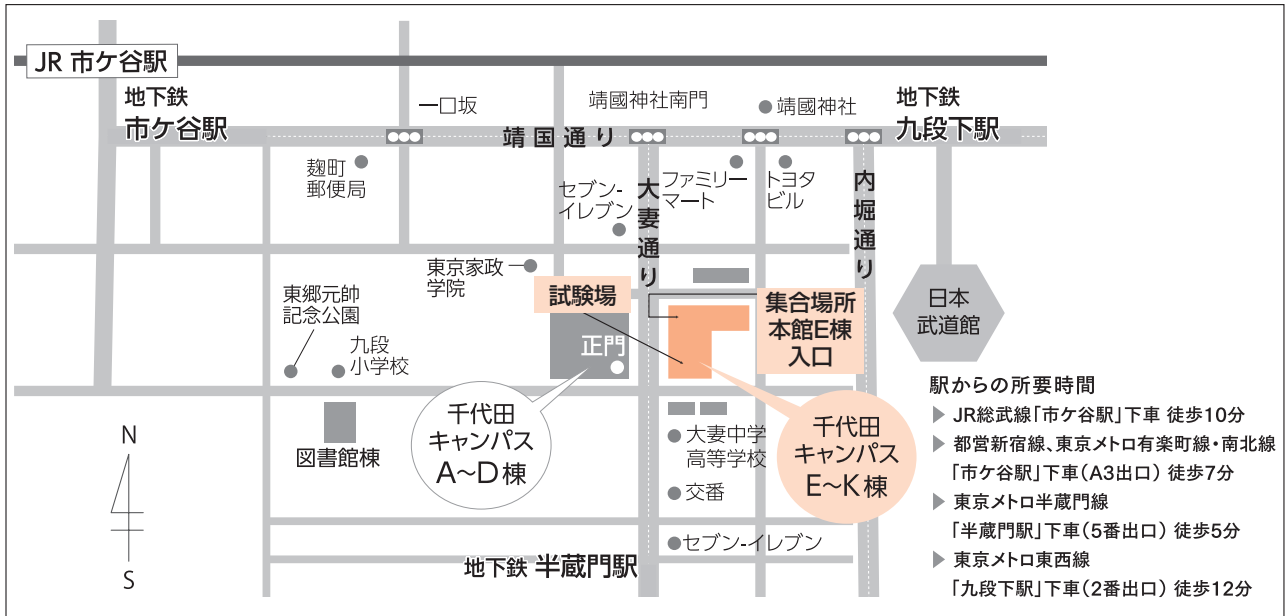 JR 市ケ谷駅
地下鉄
市ケ谷駅
一口坂
靖國神社南門
靖國神社
地下鉄
九段下駅
靖国通り
麹町
郵便局
セブン-
イレブン
大妻通り
ファミリー
マート
トヨタ
ビル
内堀通り
東京家政
学院
試験場
集合場所
本館E棟
入口
日本
武道館
東郷元帥
記念公園
九段
小学校
正門
千代田
キャンパス
A〜D棟
千代田
キャンパス
E〜K棟
図書館棟
大妻中学
高等学校
交番
セブン-イレブン
地下鉄 半蔵門駅
N
S
駅からの所要時間
▶ JR総武線「市ケ谷駅」下車 徒歩10分
▶ 都営新宿線、東京メトロ有楽町線・南北線
「市ケ谷駅」下車(A3出口) 徒歩7分
▶ 東京メトロ半蔵門線
「半蔵門駅」下車(5番出口) 徒歩5分
▶ 東京メトロ東西線
「九段下駅」下車(2番出口) 徒歩12分